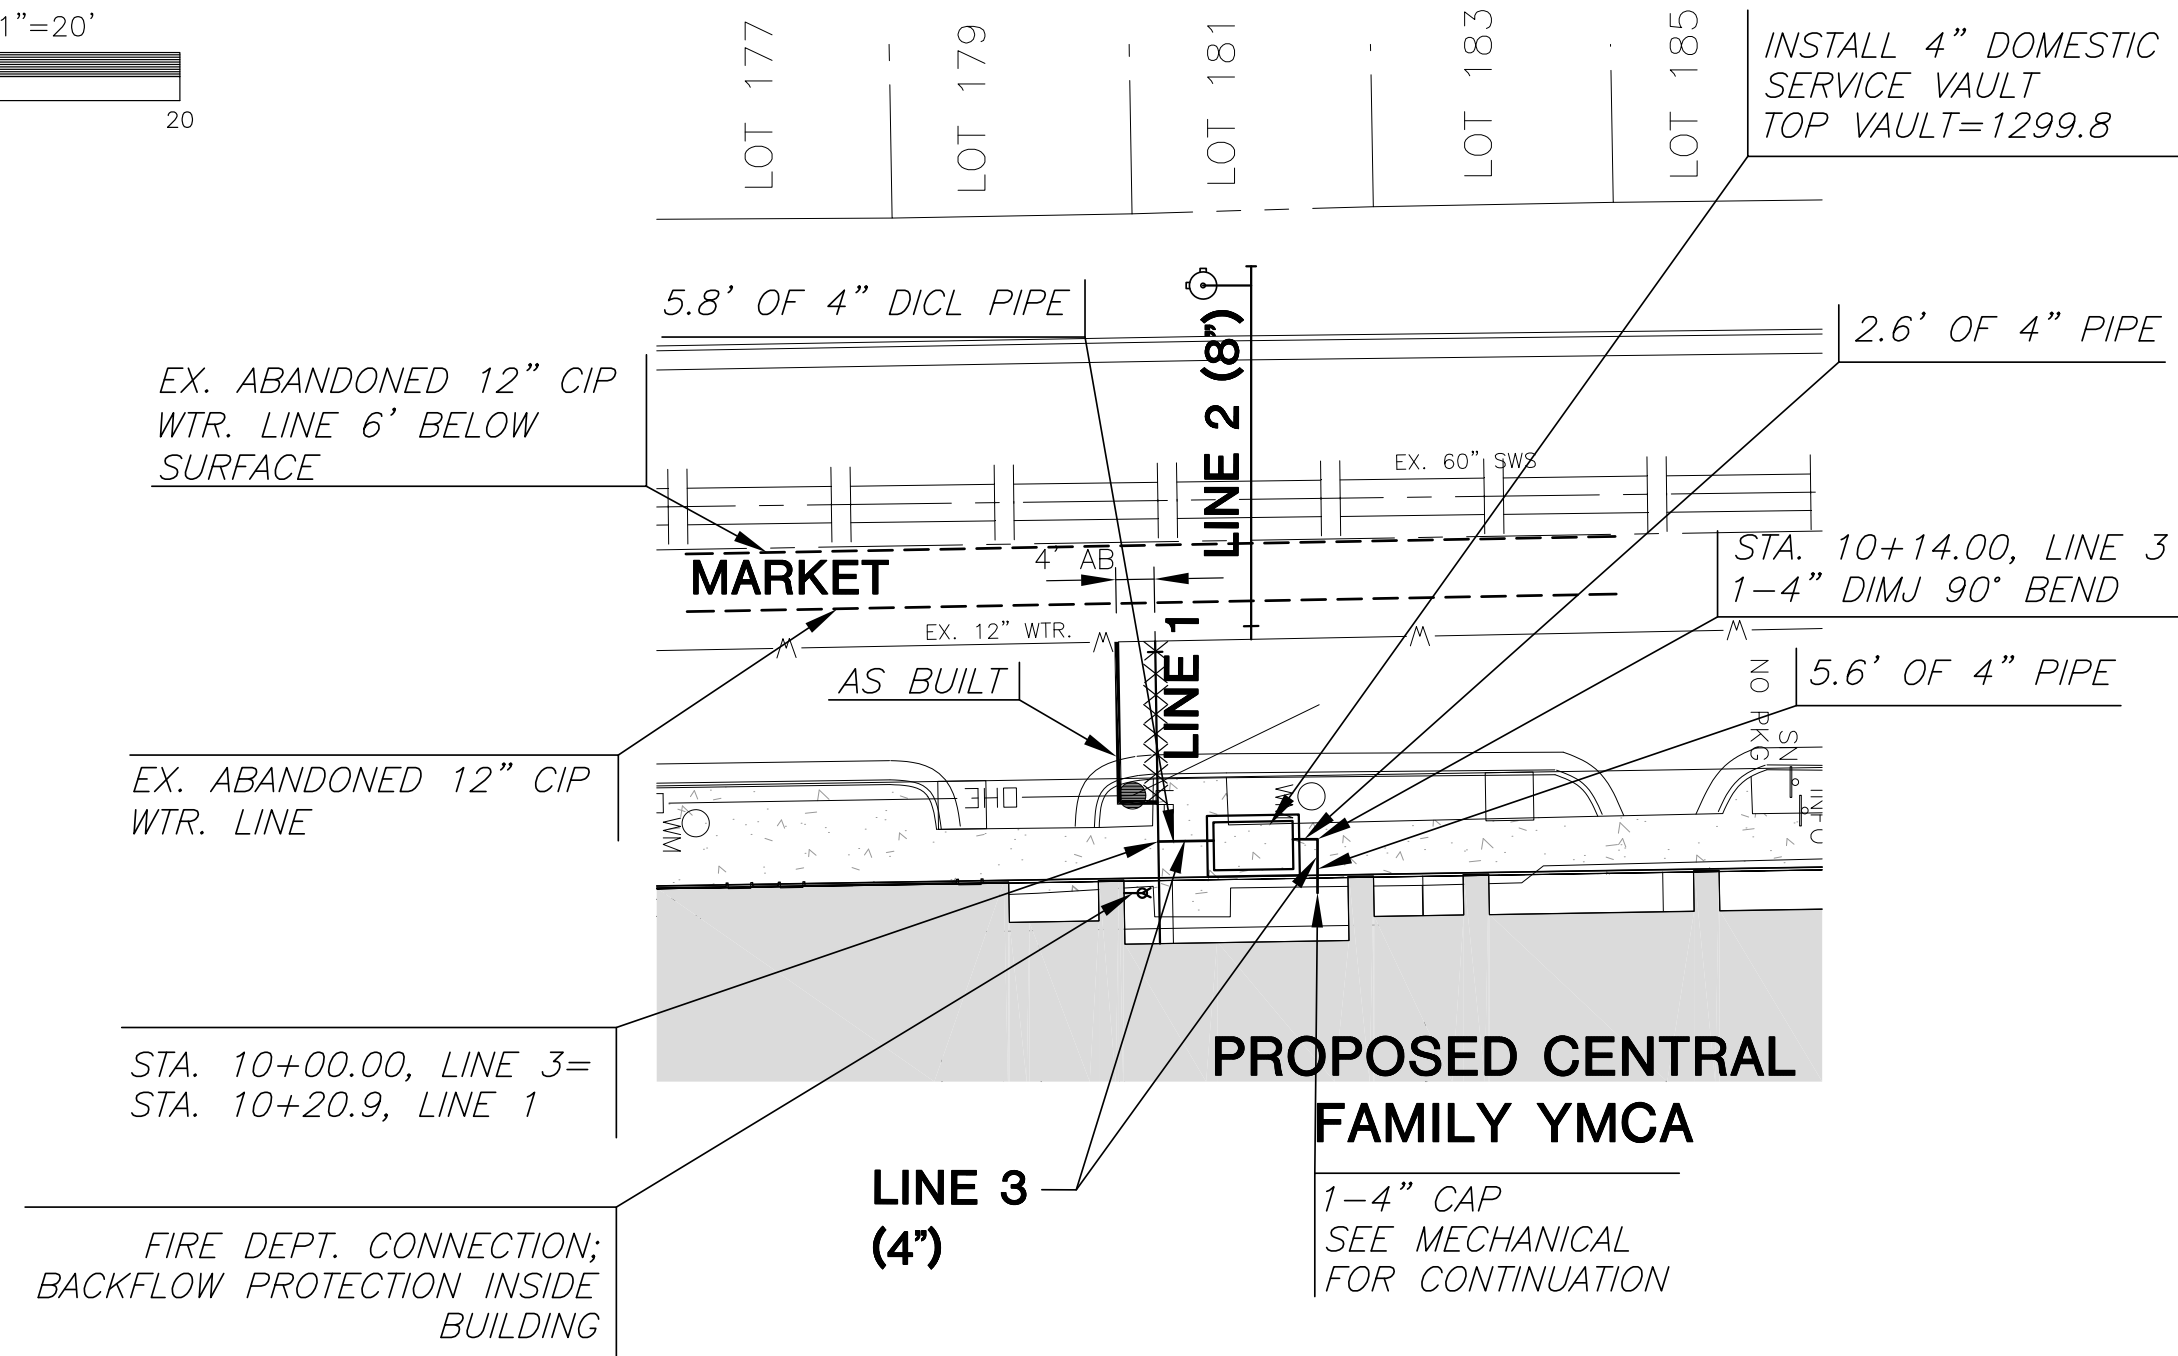 1"=20'
20
LOT 177
LOT 179
LOT 181
LOT 183
LOT 185
INSTALL 4" DOMESTIC
SERVICE VAULT
TOP VAULT=1299.8
5.8' OF 4" DICL PIPE
LINE 2 (8")
2.6' OF 4" PIPE
EX. ABANDONED 12" CIP
WTR. LINE 6' BELOW
SURFACE
EX. 60" SWS
STA. 10+14.00, LINE 3
1-4" DIMJ 90° BEND
4' AB
MARKET
EX. 12" WTR.
W
W
W
W
LINE 1
AS BUILT
5.6' OF 4" PIPE
NO PKG
SN
EX. ABANDONED 12" CIP
WTR. LINE
WM
STA. 10+00.00, LINE 3=
STA. 10+20.9, LINE 1
PROPOSED CENTRAL
FAMILY YMCA
LINE 3
(4")
1-4" CAP
SEE MECHANICAL
FOR CONTINUATION
FIRE DEPT. CONNECTION;
BACKFLOW PROTECTION INSIDE
BUILDING